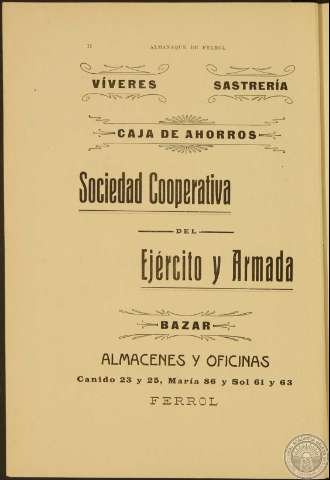 II ALMANAQUE DE FERROL
VÍVERES SASTRERÍA
CAJA DE AHORROS
Sociedad Cooperativa
DEL
Ejército y Armada
BAZAR
ALMACENES Y OFICINAS
Canido 23 y 25, María 86 y Sol 61 y 63
FERROL